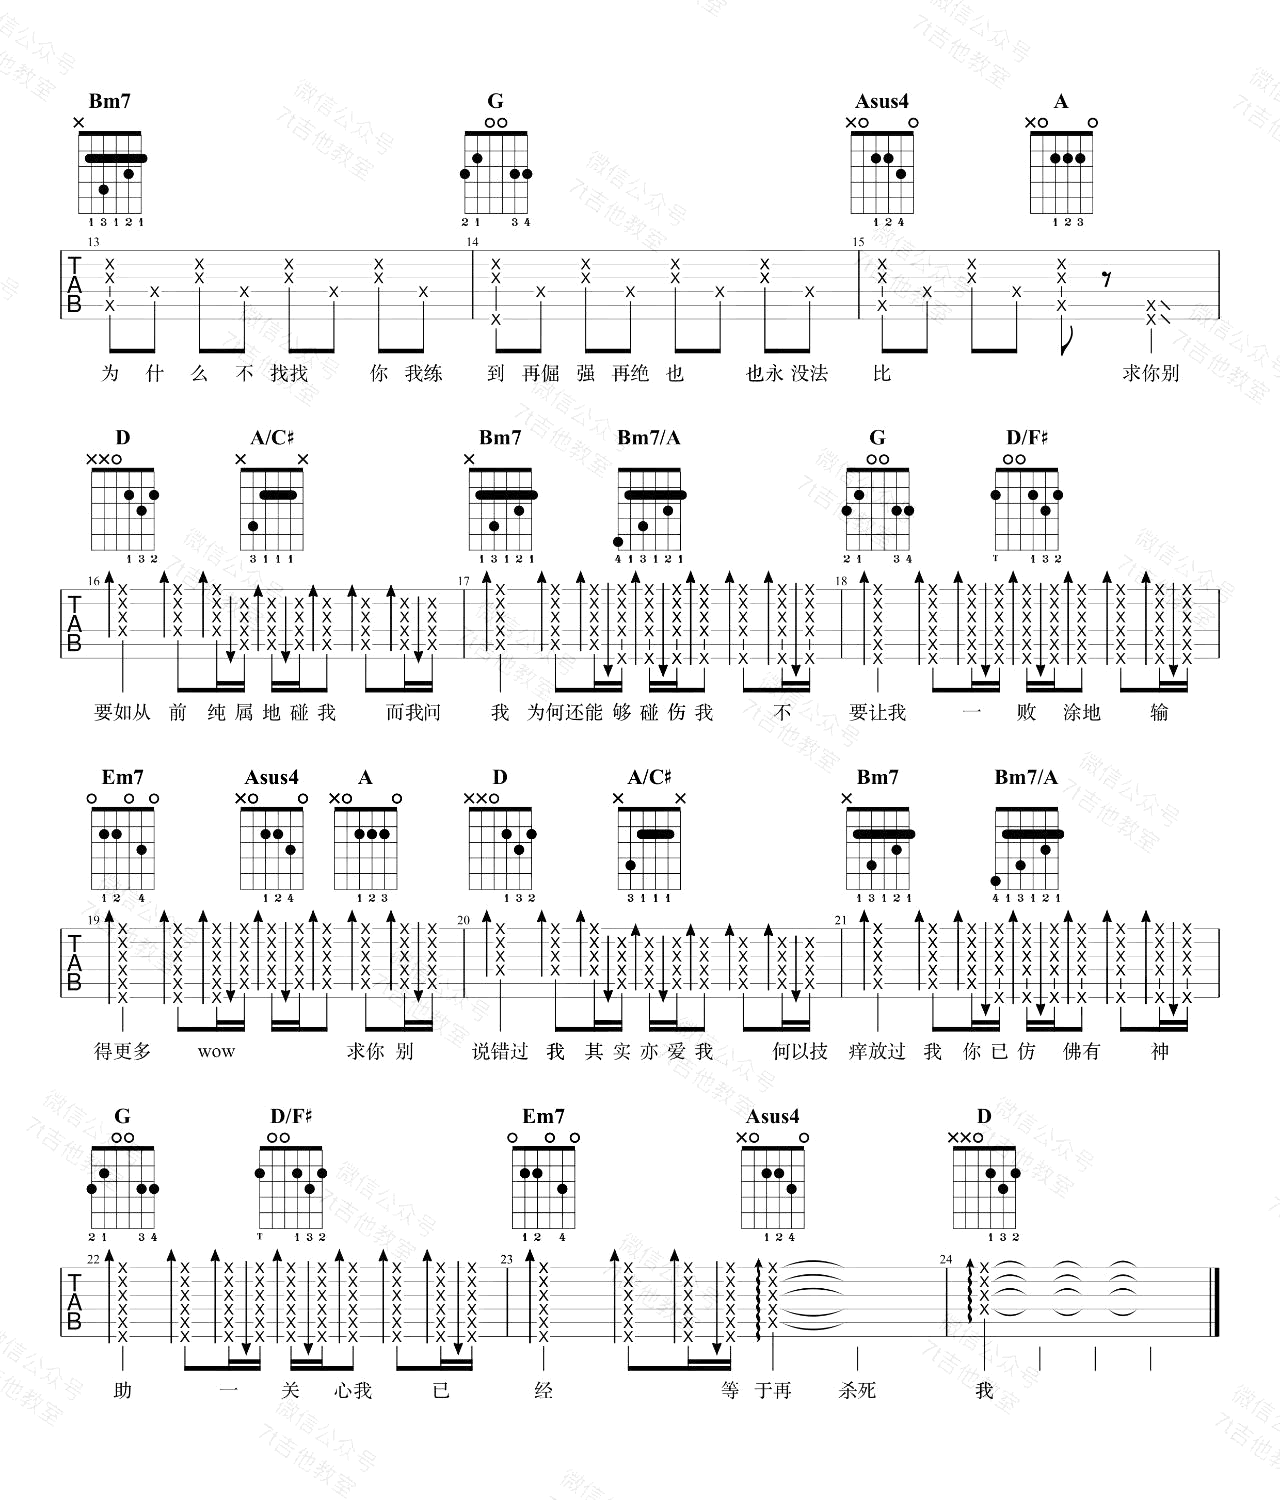 Bm7 G Asus4 A
1 3 1 2 1 2 1 3 4 1 2 4 1 2 3
13 14 15
TAB
为 什 么 不 找找 你 我练 到 再倔 强 再绝 也 也永 没法 比 求你别
D A/C♯ Bm7 Bm7/A G D/F♯
1 3 2 3 1 1 1 1 3 1 2 1 4 1 3 1 2 1 2 1 3 4 T 1 3 2
16 17 18
TAB
要如从 前 纯 属 地 碰 我 而我问 我 为何还能 够 碰 伤 我 不 要让我 一 败 涂地 输
Em7 Asus4 A D A/C♯ Bm7 Bm7/A
1 2 4 1 2 4 1 2 3 1 3 2 3 1 1 1 1 3 1 2 1 4 1 3 1 2 1
19 20 21
TAB
得更多 wow 求你 别 说错过 我 其 实 亦 爱 我 何以技 痒放过 我 你 已 仿 佛有 神
G D/F♯ Em7 Asus4 D
2 1 3 4 T 1 3 2 1 2 4 1 2 4 1 3 2
22 23 24
TAB
助 一 关 心我 已 经 等 于再 杀死 我
微信公众号
7t吉他教室